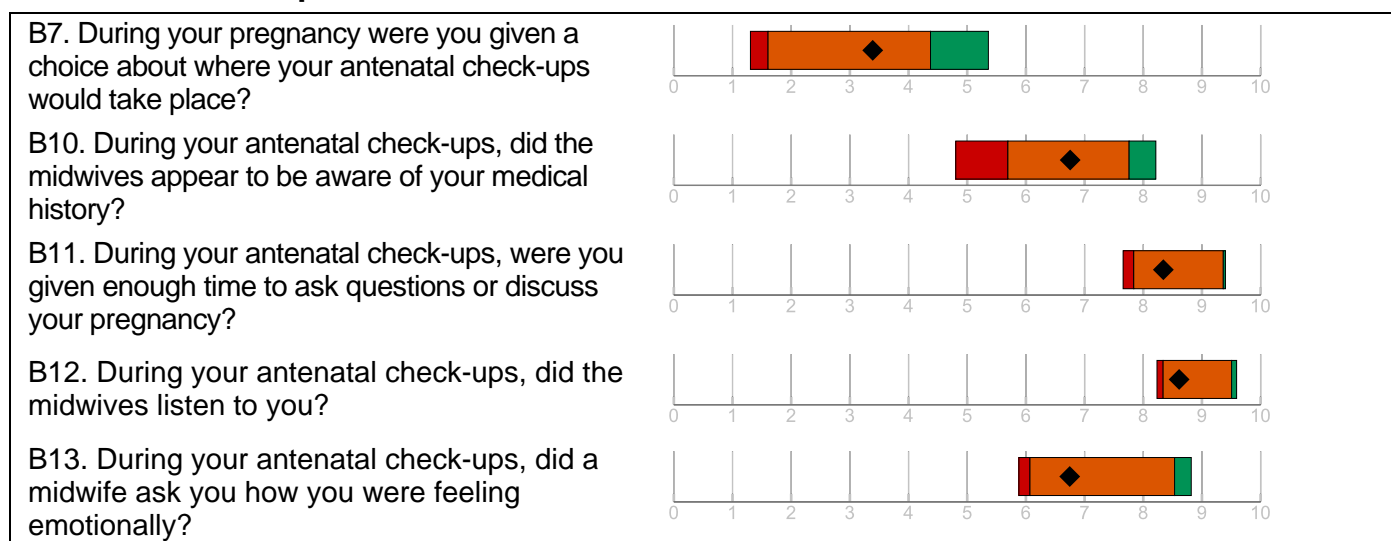 B7. During your pregnancy were you given a
choice about where your antenatal check-ups
would take place?
0 1 2 3 4 5 6 7 8 9 10
B10. During your antenatal check-ups, did the
midwives appear to be aware of your medical
history?
0 1 2 3 4 5 6 7 8 9 10
B11. During your antenatal check-ups, were you
given enough time to ask questions or discuss
your pregnancy?
0 1 2 3 4 5 6 7 8 9 10
B12. During your antenatal check-ups, did the
midwives listen to you?
0 1 2 3 4 5 6 7 8 9 10
B13. During your antenatal check-ups, did a
midwife ask you how you were feeling
emotionally?
0 1 2 3 4 5 6 7 8 9 10